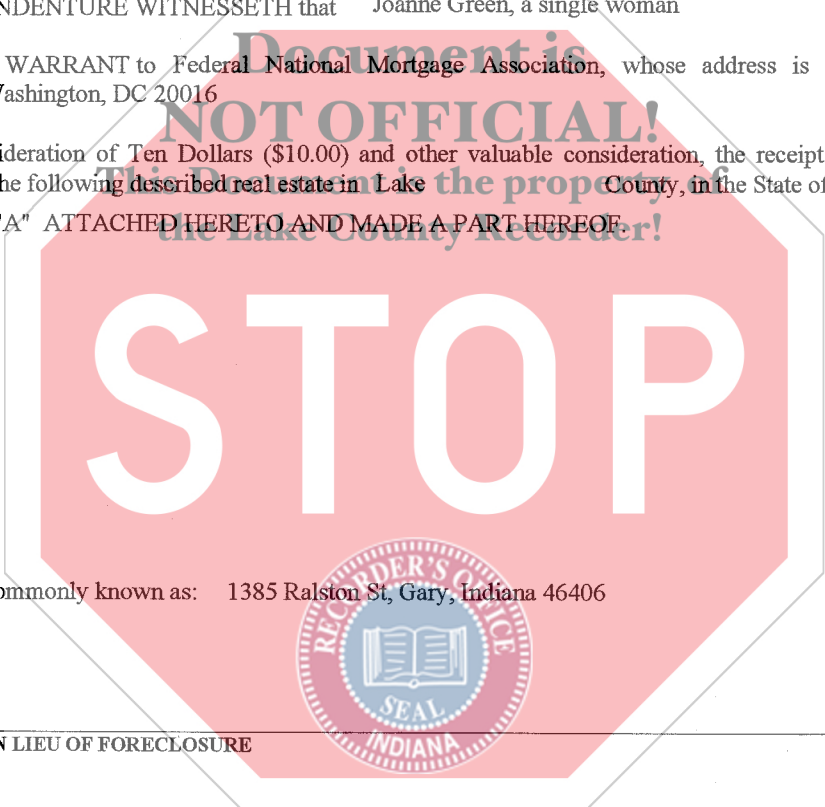 NDENTURE WITNESSETH that Joanne Green, a single woman
Document is
WARRANT to Federal National Mortgage Association, whose address is
ashington, DC 20016
NOT OFFICIAL!
ideration of Ten Dollars ($10.00) and other valuable consideration, the receipt
he following described real estate in Lake County, in the State of
This Document is the property of
"A" ATTACHED HERETO AND MADE A PART HEREOF.
the Lake County Recorder!
STOP
ommonly known as: 1385 Ralston St, Gary, Indiana 46406
RECORDER'S OFFICE
SEAL
INDIANA
N LIEU OF FORECLOSURE